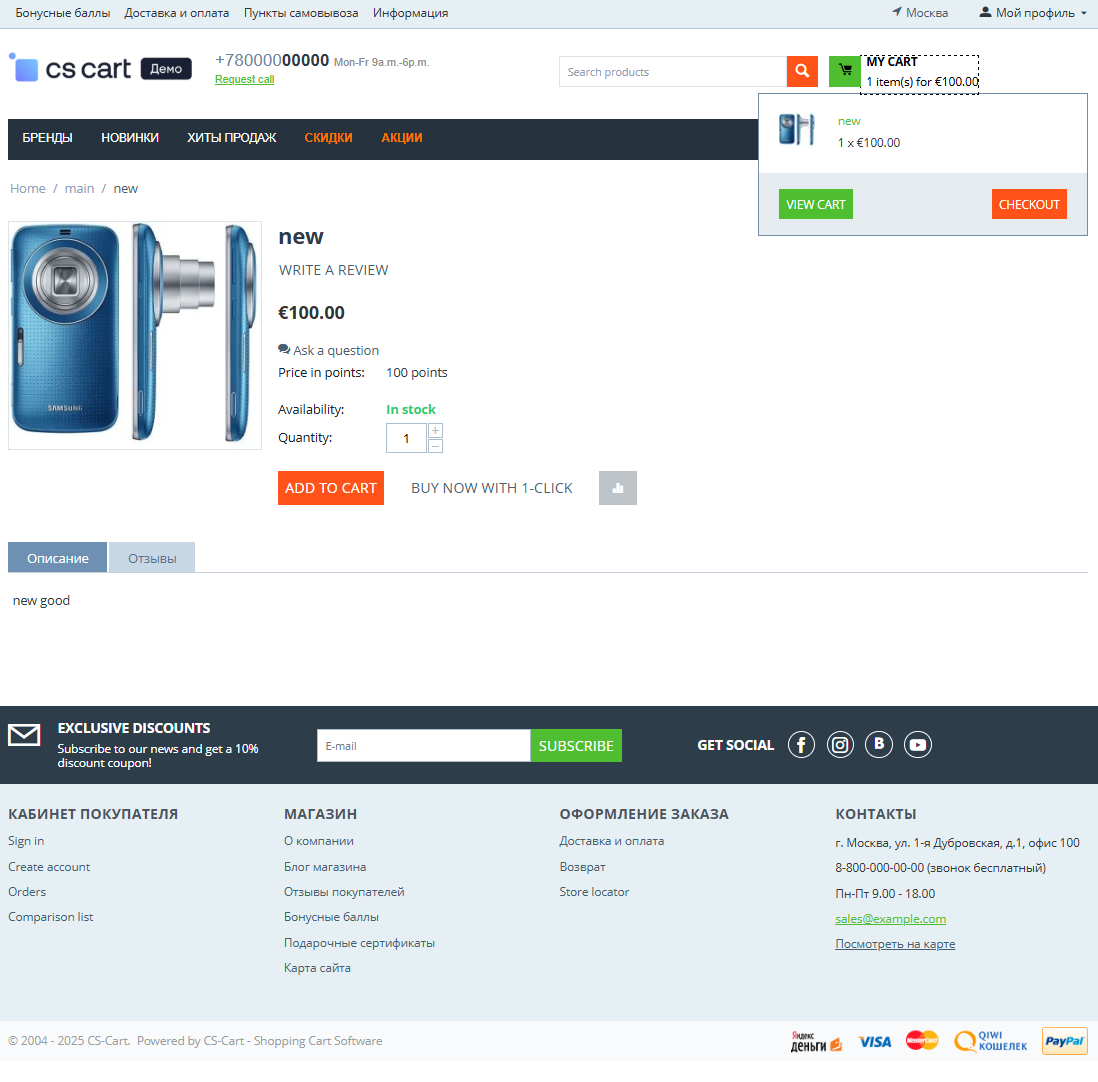 Бонусные баллы Доставка и оплата Пункты самовывоза Информация Москва Мой профиль
cs cart Демо
+78000000000 Mon-Fr 9a.m.-6p.m.
Request call
Search products
MY CART
1 item(s) for €100.00
new
1 x €100.00
VIEW CART CHECKOUT
БРЕНДЫ НОВИНКИ ХИТЫ ПРОДАЖ СКИДКИ АКЦИИ
Home / main / new
SAMSUNG
new
WRITE A REVIEW
€100.00
Ask a question
Price in points: 100 points
Availability: In stock
Quantity: 1 + −
ADD TO CART BUY NOW WITH 1-CLICK
Описание Отзывы
new good
EXCLUSIVE DISCOUNTS
Subscribe to our news and get a 10%
discount coupon!
E-mail SUBSCRIBE
GET SOCIAL
КАБИНЕТ ПОКУПАТЕЛЯ
Sign in
Create account
Orders
Comparison list
МАГАЗИН
О компании
Блог магазина
Отзывы покупателей
Бонусные баллы
Подарочные сертификаты
Карта сайта
ОФОРМЛЕНИЕ ЗАКАЗА
Доставка и оплата
Возврат
Store locator
КОНТАКТЫ
г. Москва, ул. 1-я Дубровская, д.1, офис 100
8-800-000-00-00 (звонок бесплатный)
Пн-Пт 9.00 - 18.00
sales@example.com
Посмотреть на карте
© 2004 - 2025 CS-Cart. Powered by CS-Cart - Shopping Cart Software
Яндекс
деньги
VISA
MasterCard
QIWI
КОШЕЛЕК
PayPal